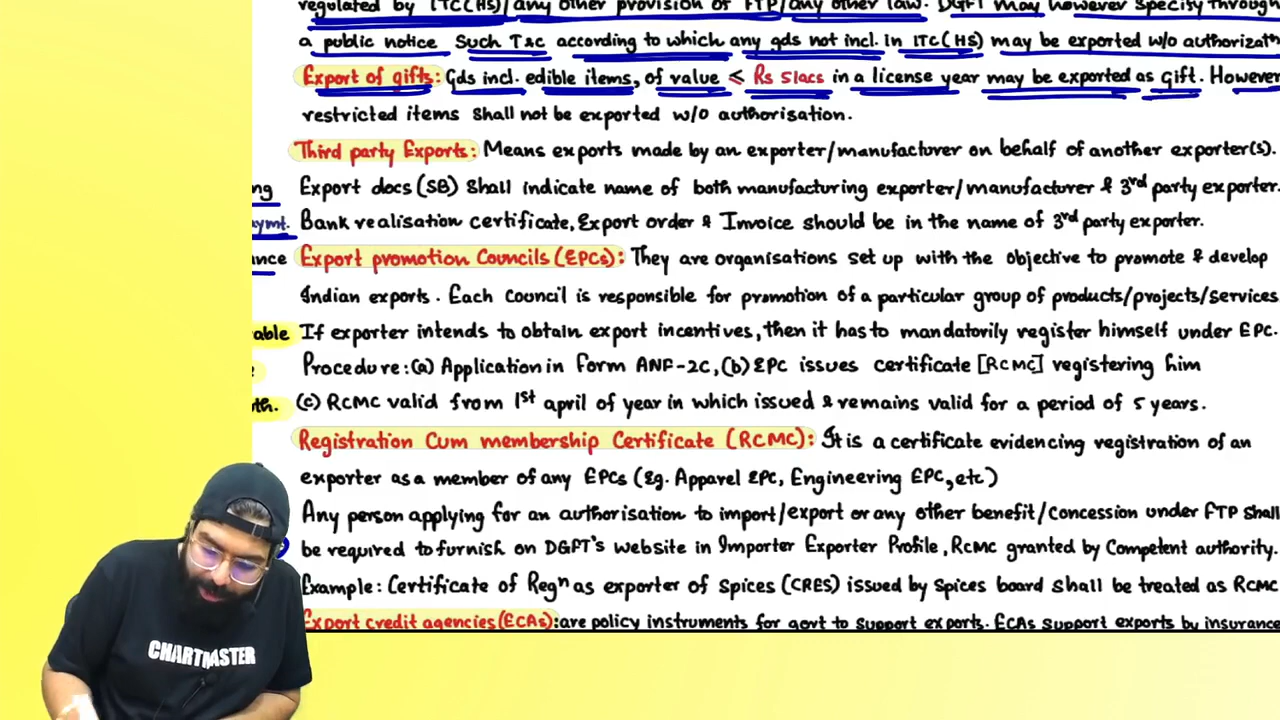 regulated by ITC(HS)/any other provision of FTP/any other law. DGFT may however specify through
a public notice Such T&C according to which any gds not incl. In ITC(HS) may be exported w/o authorizath
Export of gifts: Gds incl. edible items, of value ≤ Rs 5lacs in a license year may be exported as Gift. However
restricted items shall not be exported w/o authorisation.
Third party Exports: Means exports made by an exporter/manufacturer on behalf of another exporter(s).
ng Export docs (SB) Shall indicate name of both manufacturing exporter/manufacturer & 3rd party exporter.
aymt. Bank realisation certificate, Export order & Invoice should be in the name of 3rd party exporter.
ance Export promotion Councils (EPCs): They are organisations set up with the objective to promote & develop
Indian exports. Each Council is responsible for promotion of a particular group of products/projects/services
able If exporter intends to obtain export incentives, then it has to mandatorily register himself under EPC.
Procedure: (a) Application in Form ANF-2C, (b) EPC issues certificate [RCMC] registering him
oth. (c) RCMC valid from 1st april of year in which issued & remains valid for a period of 5 years.
Registration Cum membership Certificate (RCMC): It is a certificate evidencing registration of an
exporter as a member of any EPCs (Eg. Apparel EPC, Engineering EPC, etc)
Any person applying for an authorisation to import/export or any other benefit/concession under FTP Shall
be required to furnish on DGFT's website in Importer Exporter Profile, RCMC granted by Competent authority.
Example: Certificate of Regn as exporter of Spices (CRES) issued by Spices board shall be treated as RCMC
Export credit agencies (ECAs): are policy instruments for govt to support exports. ECAs support exports by insurance
CHARTMASTER